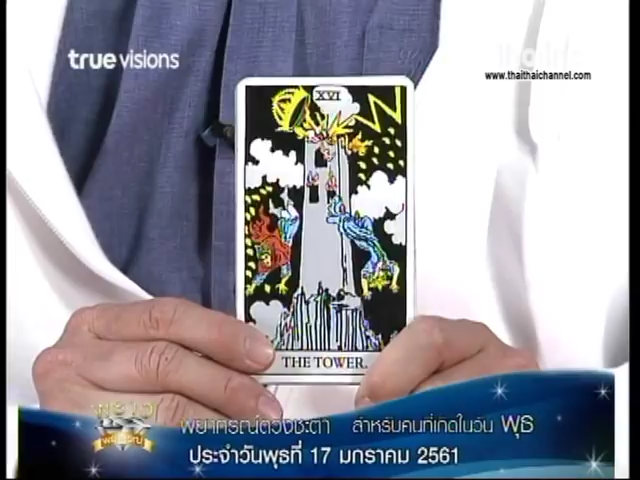 truevisions
www.thaithaichannel.com
XVI
THE TOWER.
พยากรณ์ดวงชะตา สำหรับคนที่เกิดในวัน พุธ
ประจำวันพุธที่ 17 มกราคม 2561